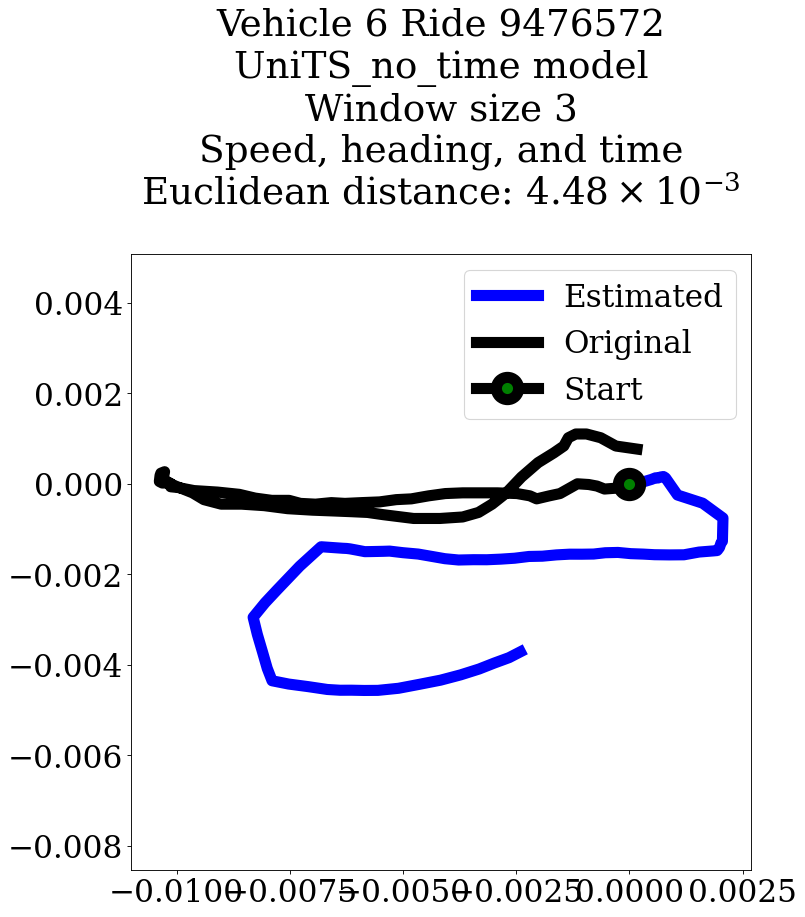 Vehicle 6 Ride 9476572
UniTS_no_time model
Window size 3
Speed, heading, and time
Euclidean distance: 4.48 × 10⁻³
Estimated
Original
Start
0.004
0.002
0.000
−0.002
−0.004
−0.006
−0.008
−0.0100 −0.0075 −0.0050 −0.0025 0.0000 0.0025